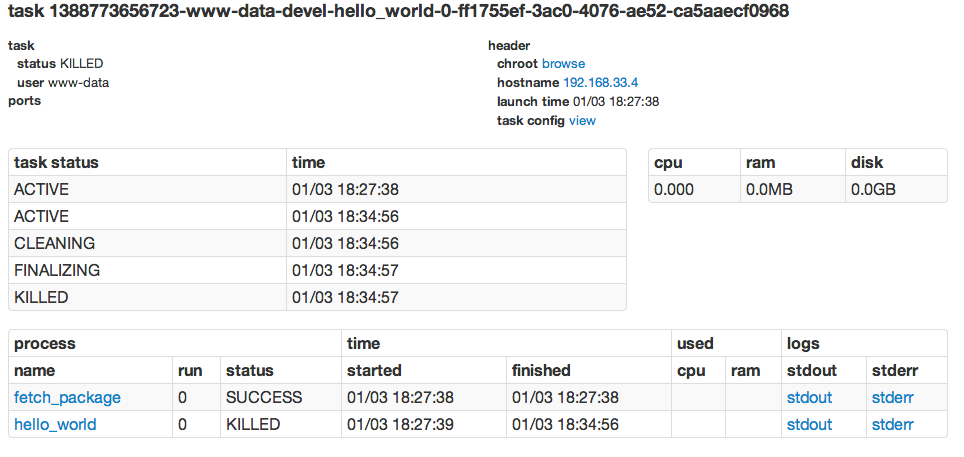 task 1388773656723-www-data-devel-hello_world-0-ff1755ef-3ac0-4076-ae52-ca5aaecf0968
task
status KILLED
user www-data
ports
header
chroot browse
hostname 192.168.33.4
launch time 01/03 18:27:38
task config view
task status time
ACTIVE 01/03 18:27:38
ACTIVE 01/03 18:34:56
CLEANING 01/03 18:34:56
FINALIZING 01/03 18:34:57
KILLED 01/03 18:34:57
cpu ram disk
0.000 0.0MB 0.0GB
process time used logs
name run status started finished cpu ram stdout stderr
fetch_package 0 SUCCESS 01/03 18:27:38 01/03 18:27:38 stdout stderr
hello_world 0 KILLED 01/03 18:27:39 01/03 18:34:56 stdout stderr